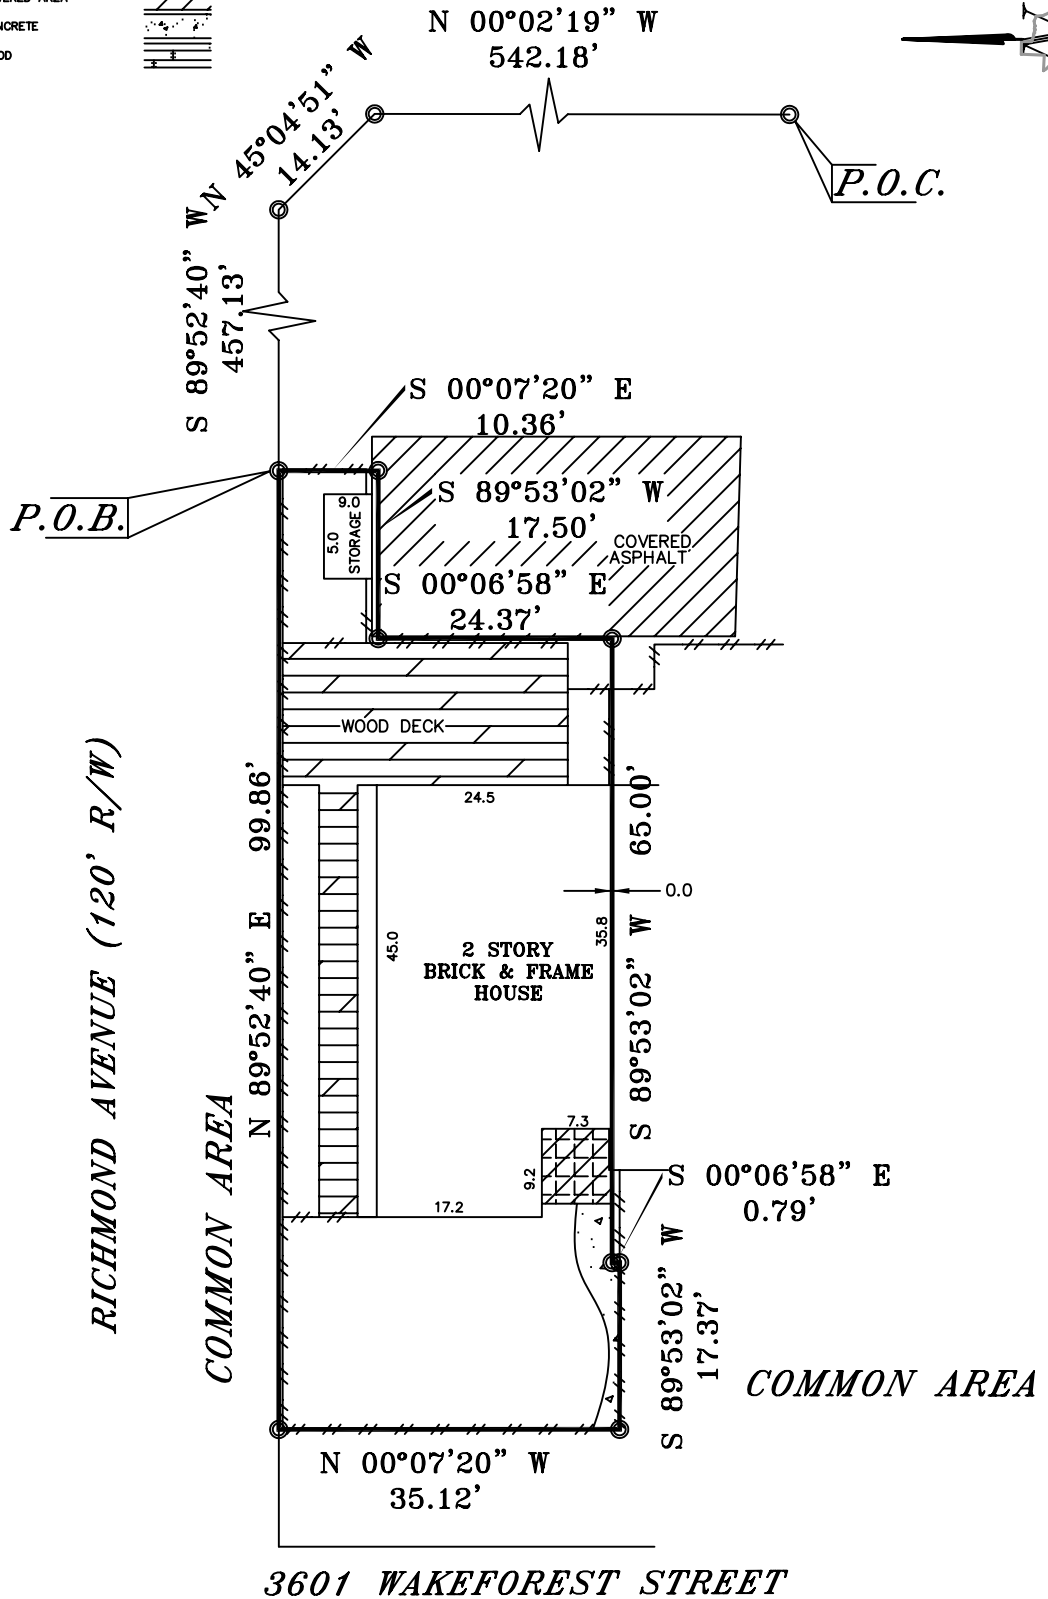 N 00°02'19" W
542.18'
N 45°04'51" W
14.13'
P.O.C.
S 89°52'40" W
457.13'
S 00°07'20" E
10.36'
P.O.B.
9.0
5.0
STORAGE
S 89°53'02" W
17.50'
COVERED
ASPHALT
S 00°06'58" E
24.37'
WOOD DECK
24.5
RICHMOND AVENUE (120' R/W)
COMMON AREA
N 89°52'40" E 99.86'
45.0
2 STORY
BRICK & FRAME
HOUSE
35.8
0.0
S 89°53'02" W 65.00'
7.3
9.2
17.2
S 00°06'58" E
0.79'
S 89°53'02" W
17.37'
COMMON AREA
N 00°07'20" W
35.12'
3601 WAKEFOREST STREET